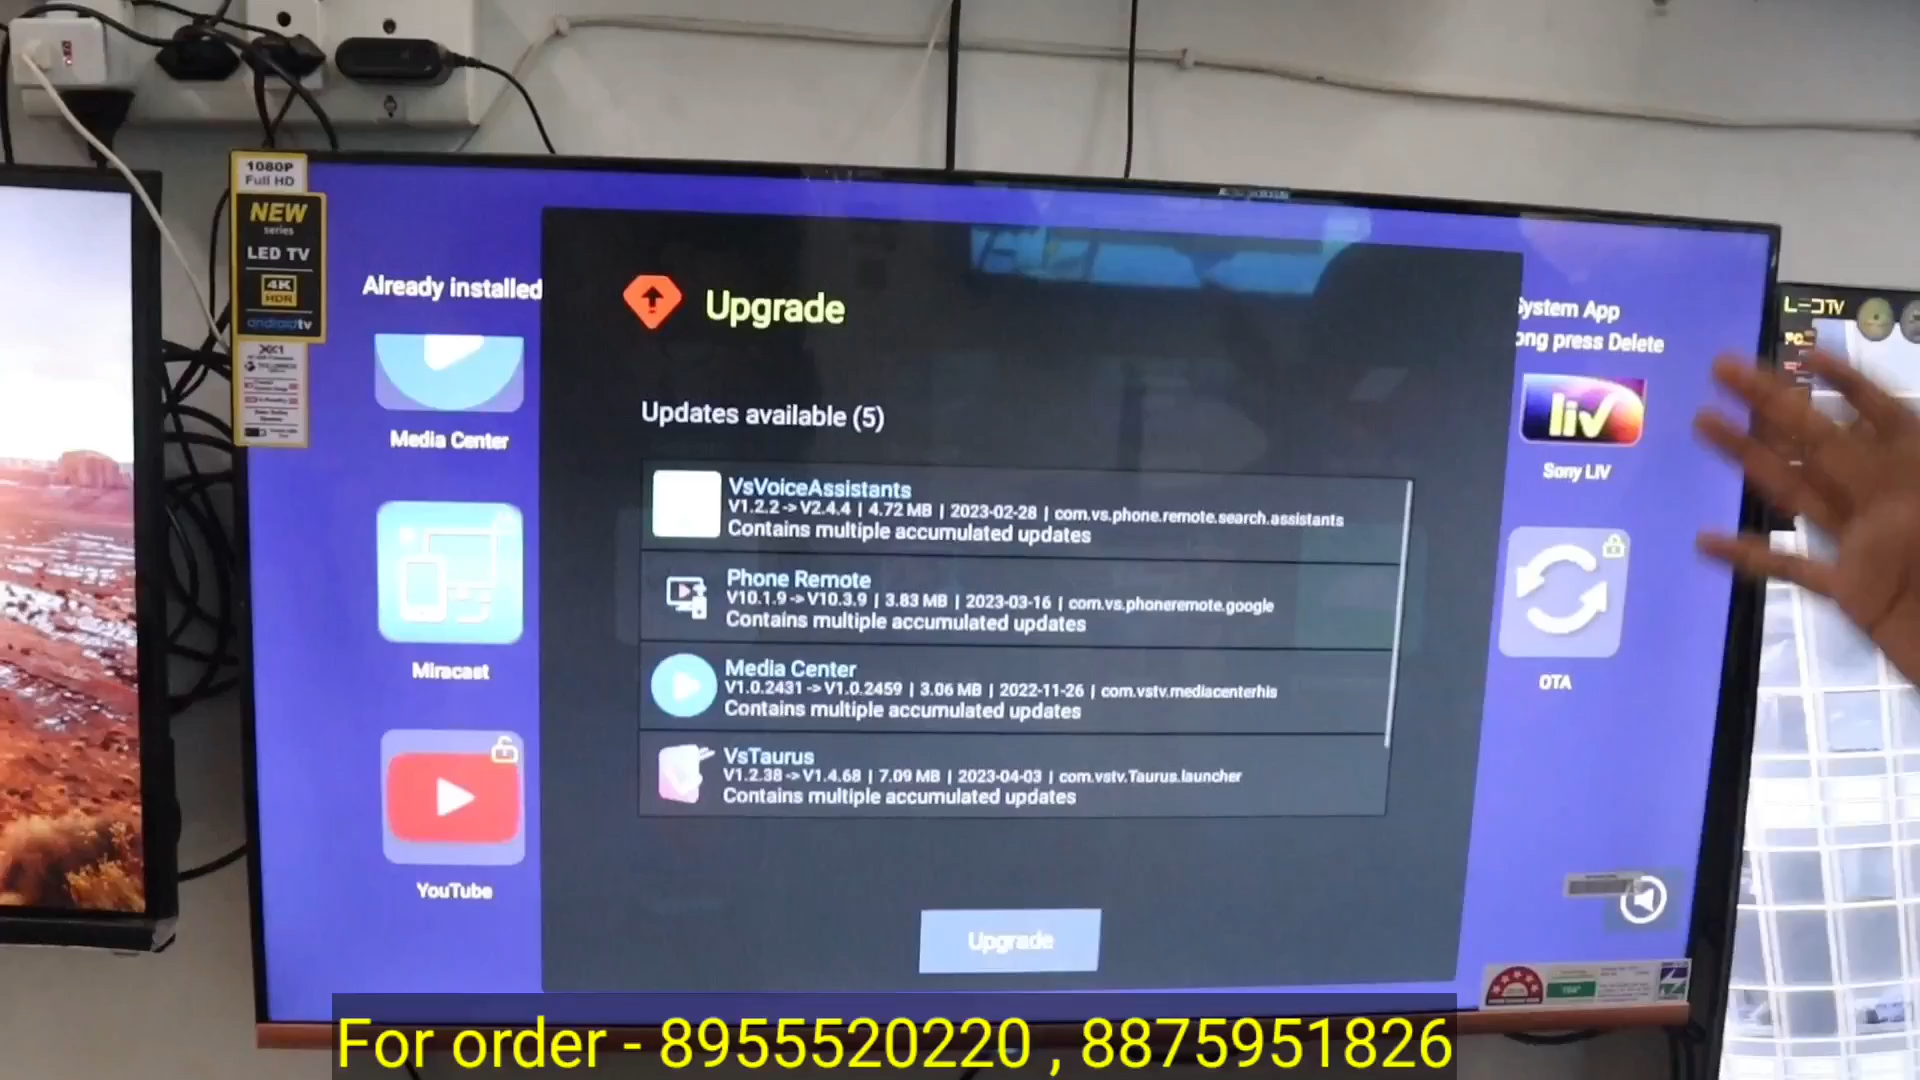 1080P
Full HD
NEW
series
LED TV
4K
HDR
androidtv
Already installed
Media Center
Miracast
YouTube
Upgrade
Updates available (5)
VsVoiceAssistants
V1.2.2 -> V2.4.4 | 4.72 MB | 2023-02-28 | com.vs.phone.remote.search.assistants
Contains multiple accumulated updates
Phone Remote
V10.1.9 -> V10.3.9 | 3.83 MB | 2023-03-16 | com.vs.phoneremote.google
Contains multiple accumulated updates
Media Center
V1.0.2431 -> V1.0.2459 | 3.06 MB | 2022-11-26 | com.vstv.mediacenterhis
Contains multiple accumulated updates
VsTaurus
V1.2.38 -> V1.4.68 | 7.09 MB | 2023-04-03 | com.vstv.Taurus.launcher
Contains multiple accumulated updates
Upgrade
System App
ong press Delete
liv
Sony LIV
OTA
LED TV
For order - 8955520220 , 8875951826